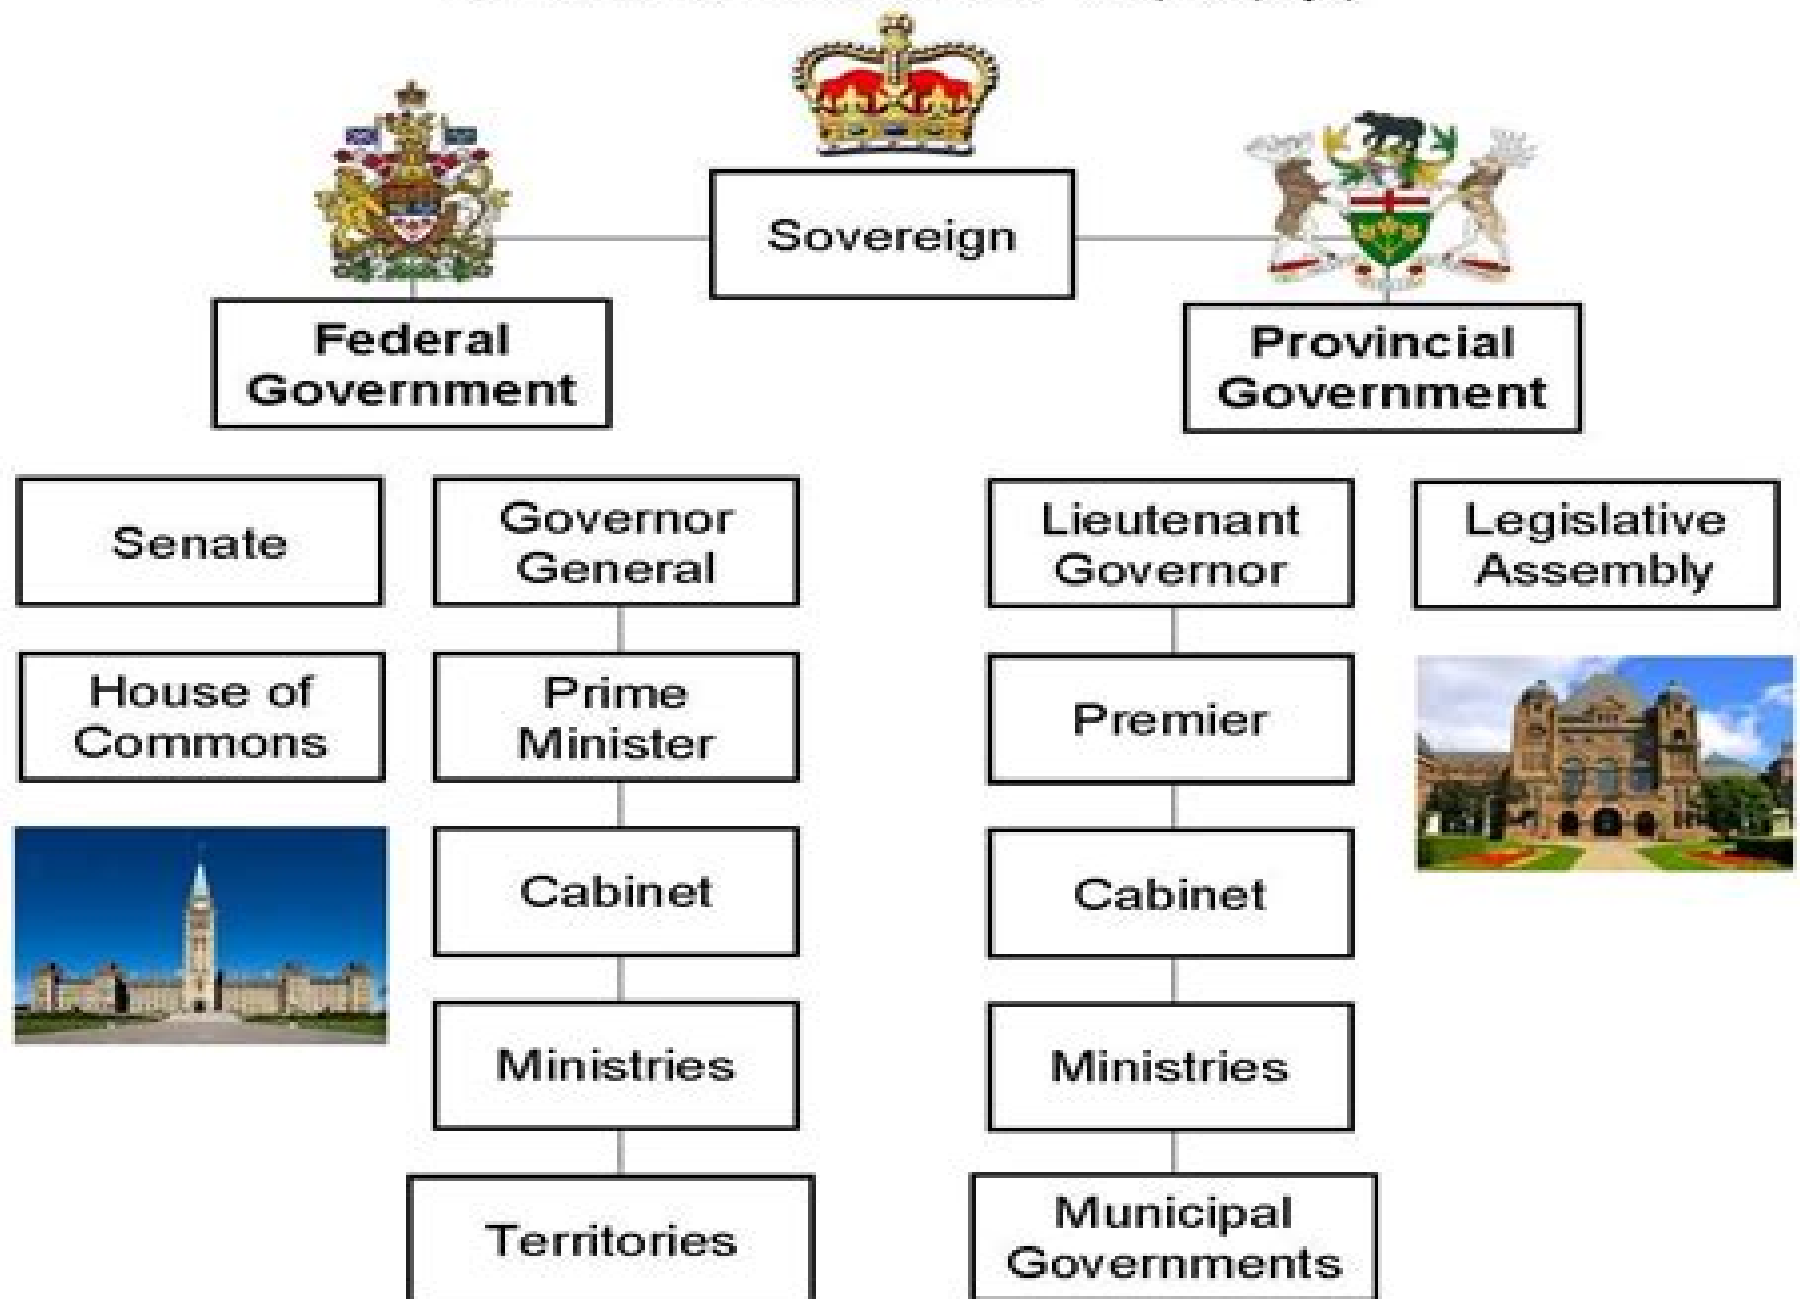 Sovereign
Federal
Government
Provincial
Government
Senate
Governor
General
Lieutenant
Governor
Legislative
Assembly
House of
Commons
Prime
Minister
Premier
Cabinet
Cabinet
Ministries
Ministries
Territories
Municipal
Governments